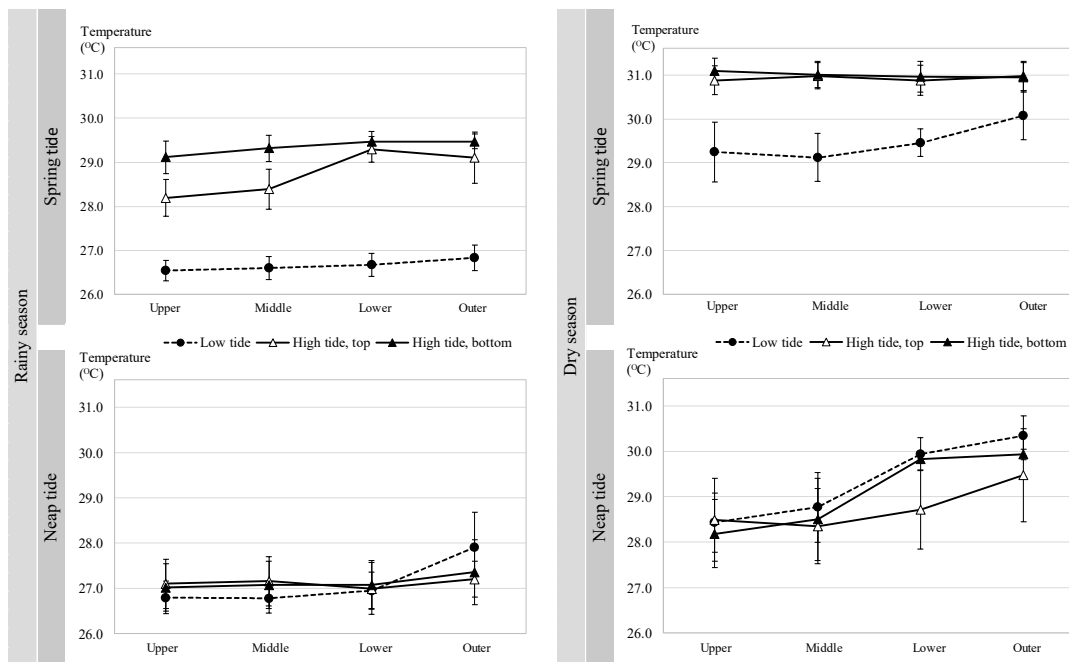 Rainy season
Spring tide
Temperature
(⁰C)
31.0
30.0
29.0
28.0
27.0
26.0
Upper Middle Lower Outer
Low tide High tide, top High tide, bottom
Neap tide
Temperature
(⁰C)
31.0
30.0
29.0
28.0
27.0
26.0
Upper Middle Lower Outer
Dry season
Spring tide
Temperature
(⁰C)
31.0
30.0
29.0
28.0
27.0
26.0
Upper Middle Lower Outer
Low tide High tide, top High tide, bottom
Neap tide
Temperature
(⁰C)
31.0
30.0
29.0
28.0
27.0
26.0
Upper Middle Lower Outer